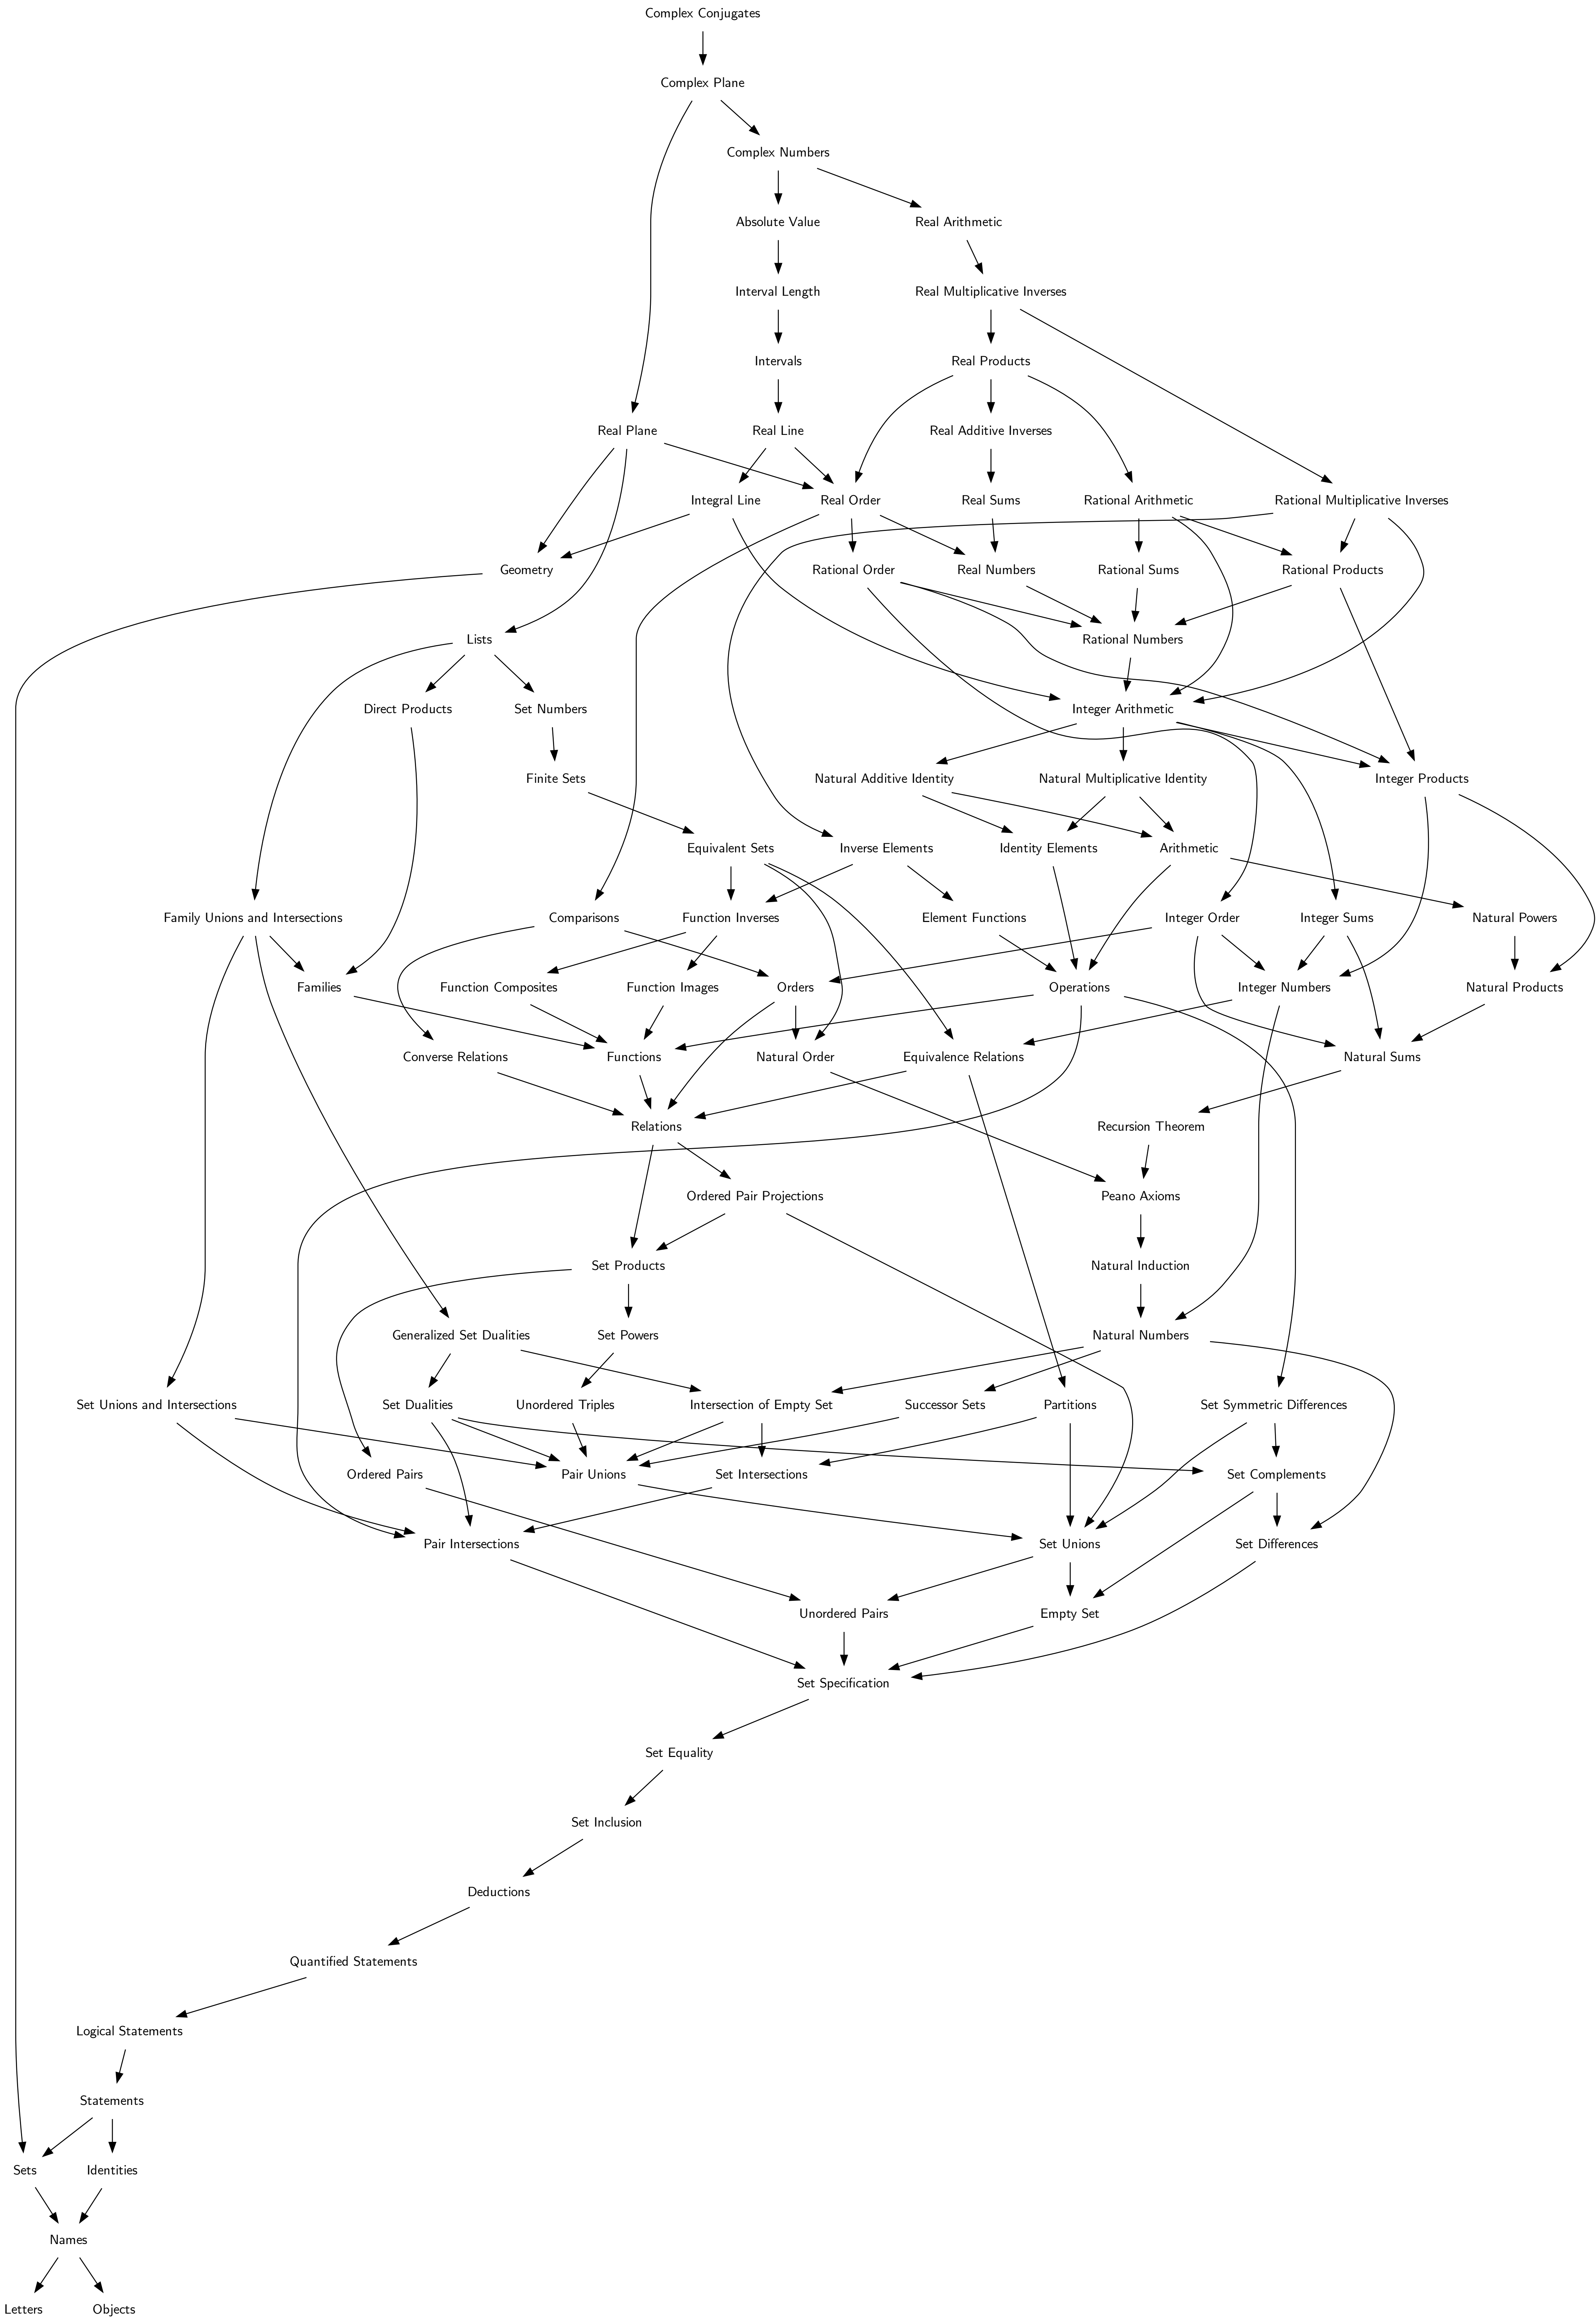 Complex Conjugates
Complex Plane
Complex Numbers
Absolute Value
Real Arithmetic
Interval Length
Real Multiplicative Inverses
Intervals
Real Products
Real Plane
Real Line
Real Additive Inverses
Integral Line
Real Order
Real Sums
Rational Arithmetic
Rational Multiplicative Inverses
Geometry
Rational Order
Real Numbers
Rational Sums
Rational Products
Lists
Rational Numbers
Direct Products
Set Numbers
Integer Arithmetic
Finite Sets
Natural Additive Identity
Natural Multiplicative Identity
Integer Products
Equivalent Sets
Inverse Elements
Identity Elements
Arithmetic
Family Unions and Intersections
Comparisons
Function Inverses
Element Functions
Integer Order
Integer Sums
Natural Powers
Families
Function Composites
Function Images
Orders
Operations
Integer Numbers
Natural Products
Converse Relations
Functions
Natural Order
Equivalence Relations
Natural Sums
Relations
Recursion Theorem
Ordered Pair Projections
Peano Axioms
Set Products
Natural Induction
Generalized Set Dualities
Set Powers
Natural Numbers
Set Unions and Intersections
Set Dualities
Unordered Triples
Intersection of Empty Set
Successor Sets
Partitions
Set Symmetric Differences
Ordered Pairs
Pair Unions
Set Intersections
Set Complements
Pair Intersections
Set Unions
Set Differences
Unordered Pairs
Empty Set
Set Specification
Set Equality
Set Inclusion
Deductions
Quantified Statements
Logical Statements
Statements
Sets
Identities
Names
Letters
Objects